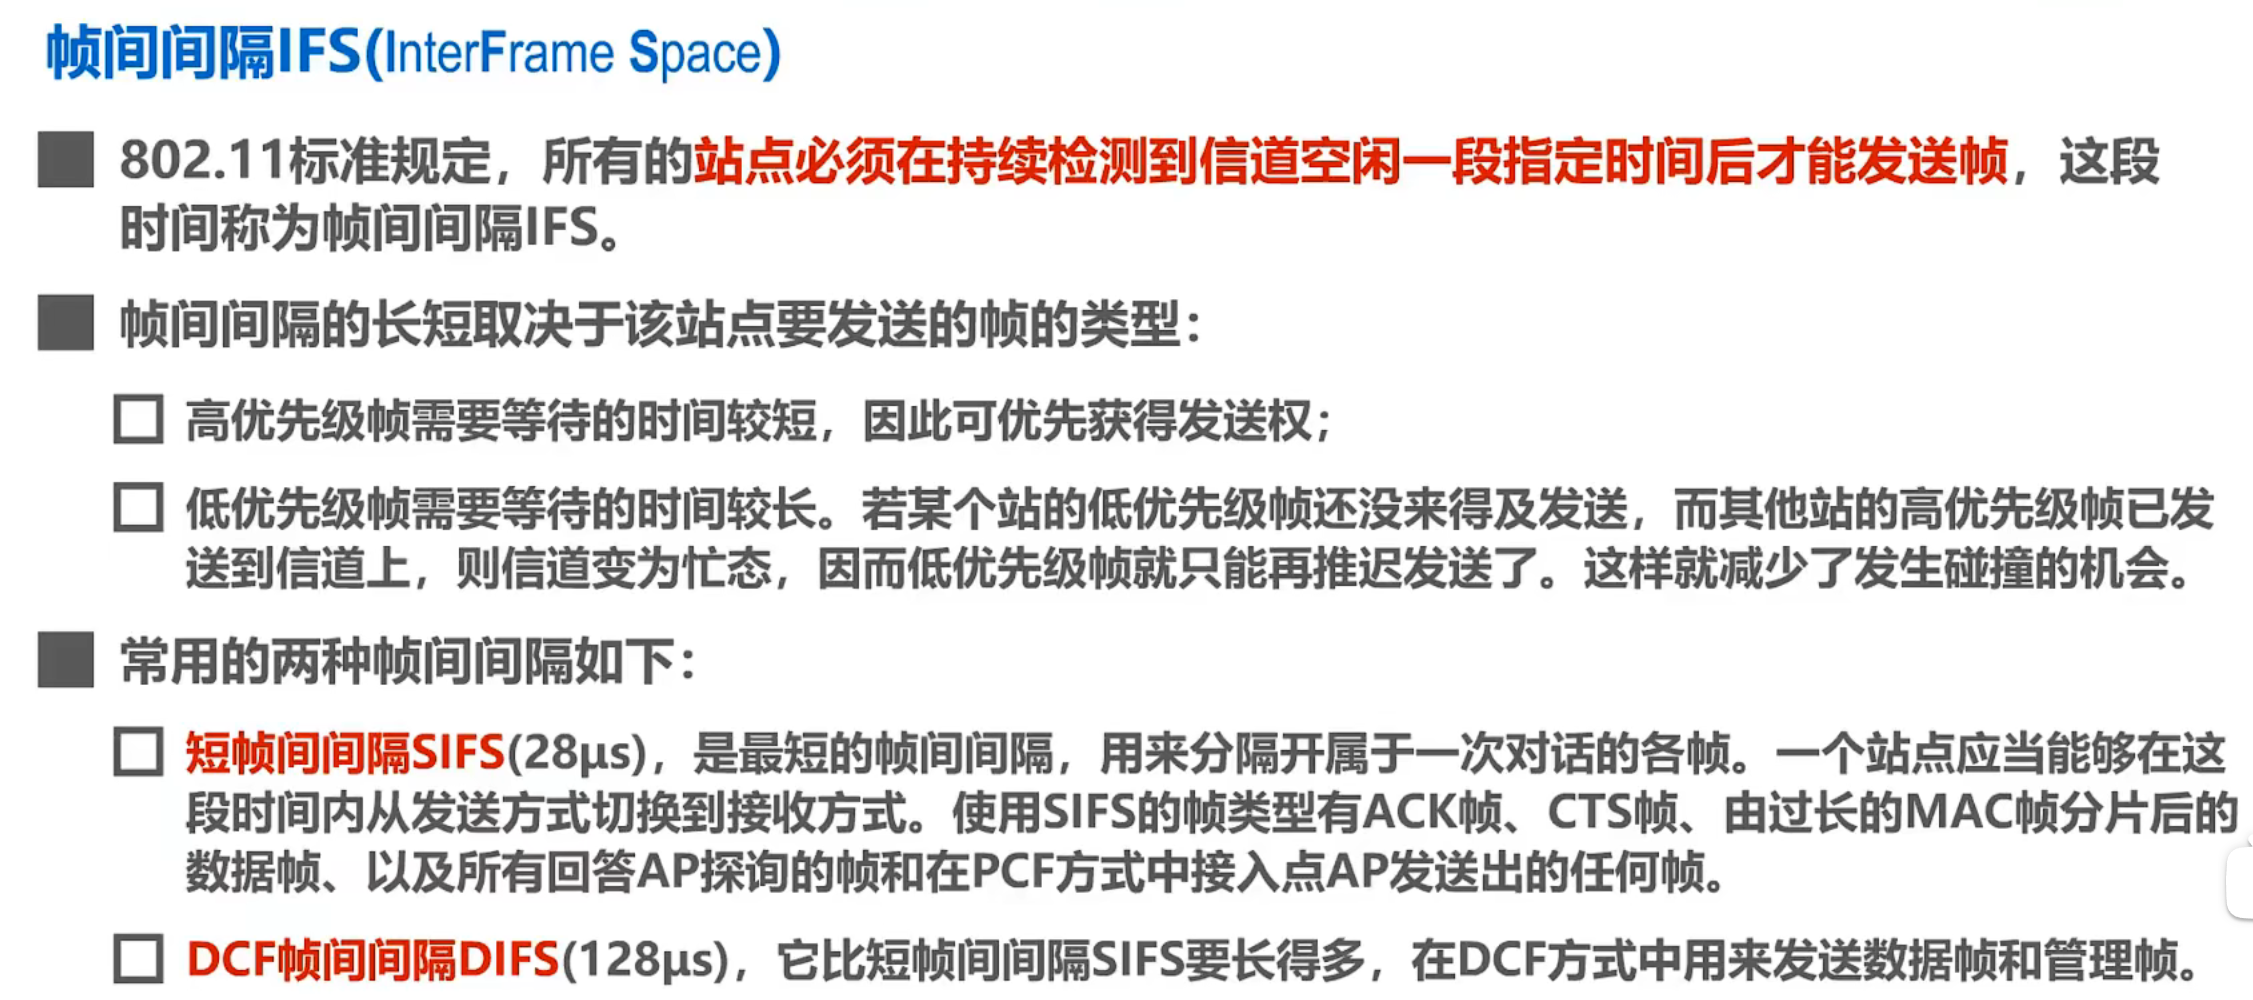 帧间间隔IFS(InterFrame Space)
802.11标准规定，所有的站点必须在持续检测到信道空闲一段指定时间后才能发送帧，这段
时间称为帧间间隔IFS。
帧间间隔的长短取决于该站点要发送的帧的类型：
高优先级帧需要等待的时间较短，因此可优先获得发送权；
低优先级帧需要等待的时间较长。若某个站的低优先级帧还没来得及发送，而其他站的高优先级帧已发
送到信道上，则信道变为忙态，因而低优先级帧就只能再推迟发送了。这样就减少了发生碰撞的机会。
常用的两种帧间间隔如下：
短帧间间隔SIFS(28μs)，是最短的帧间间隔，用来分隔开属于一次对话的各帧。一个站点应当能够在这
段时间内从发送方式切换到接收方式。使用SIFS的帧类型有ACK帧、CTS帧、由过长的MAC帧分片后的
数据帧、以及所有回答AP探询的帧和在PCF方式中接入点AP发送出的任何帧。
DCF帧间间隔DIFS(128μs)，它比短帧间间隔SIFS要长得多，在DCF方式中用来发送数据帧和管理帧。